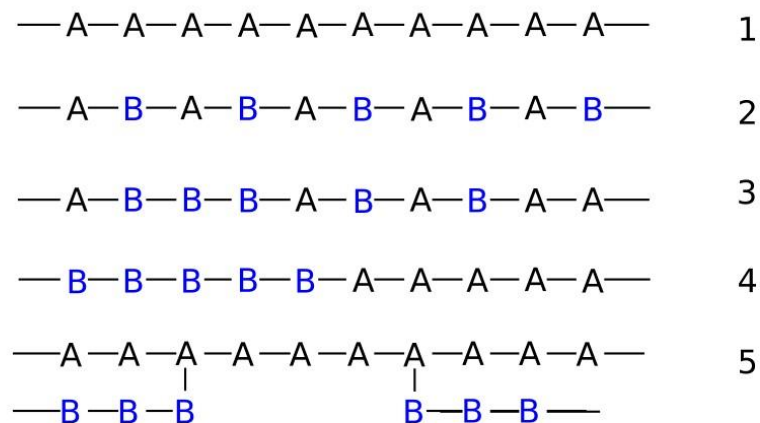 A A A A A A A A A A 1
A B A B A B A B A B 2
A B B B A B A B A A 3
B B B B B A A A A A 4
A A A A A A A A A A 5
B B B B B B